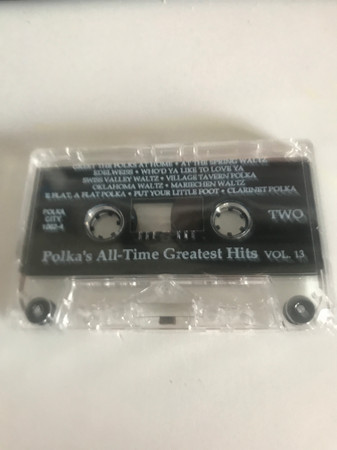 THE FOLKS AT HOME • AT THE SPRING WALTZ
EDELWEISS • WHO'D YA LIKE TO LOVE YA
SWISS VALLEY WALTZ • VILLAGE TAVERN POLKA
OKLAHOMA WALTZ • MARIECHEN WALTZ
E FLAT, A FLAT POLKA • PUT YOUR LITTLE FOOT • CLARINET POLKA
POLKA
CITY
TWO
Polka's All-Time Greatest Hits VOL. 13